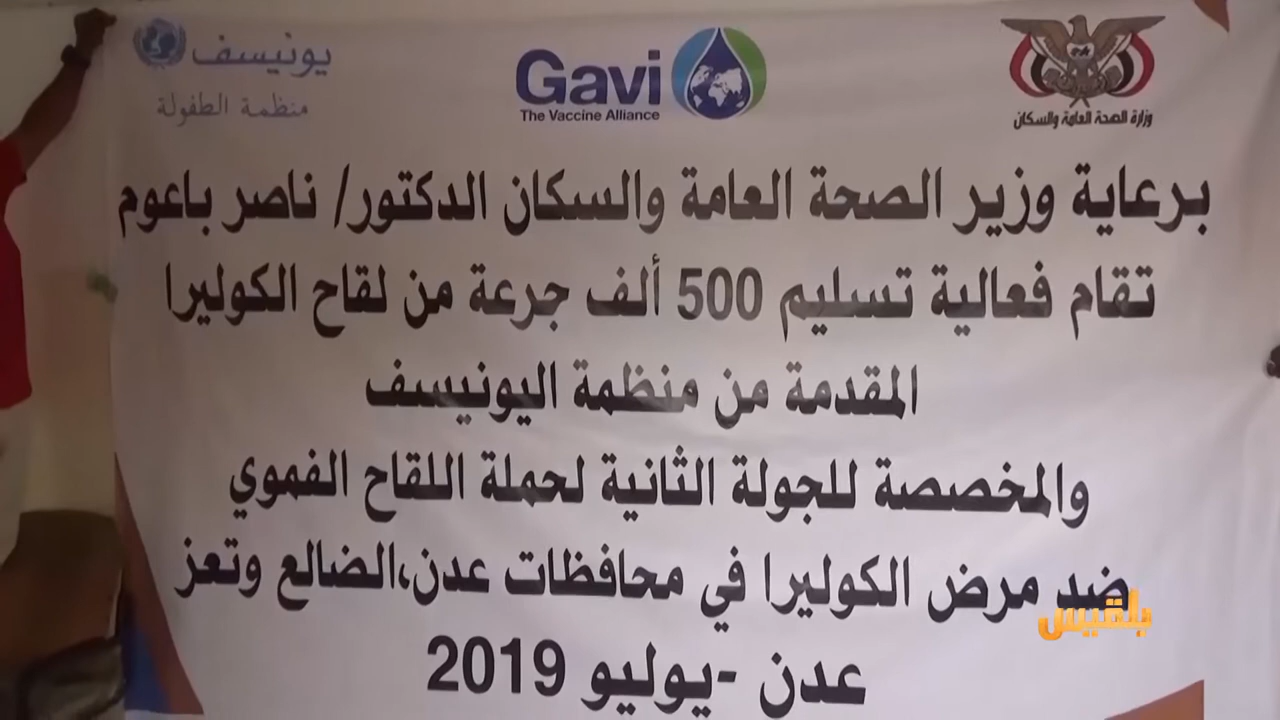 يونيسف
منظمة الطفولة
Gavi
The Vaccine Alliance
وزارة الصحة العامة والسكان
برعاية وزير الصحة العامة والسكان الدكتور/ ناصر باعوم
تقام فعالية تسليم 500 ألف جرعة من لقاح الكوليرا
المقدمة من منظمة اليونيسف
والمخصصة للجولة الثانية لحملة اللقاح الفموي
ضد مرض الكوليرا في محافظات عدن،الضالع وتعز
بلقيس
عدن -يوليو 2019